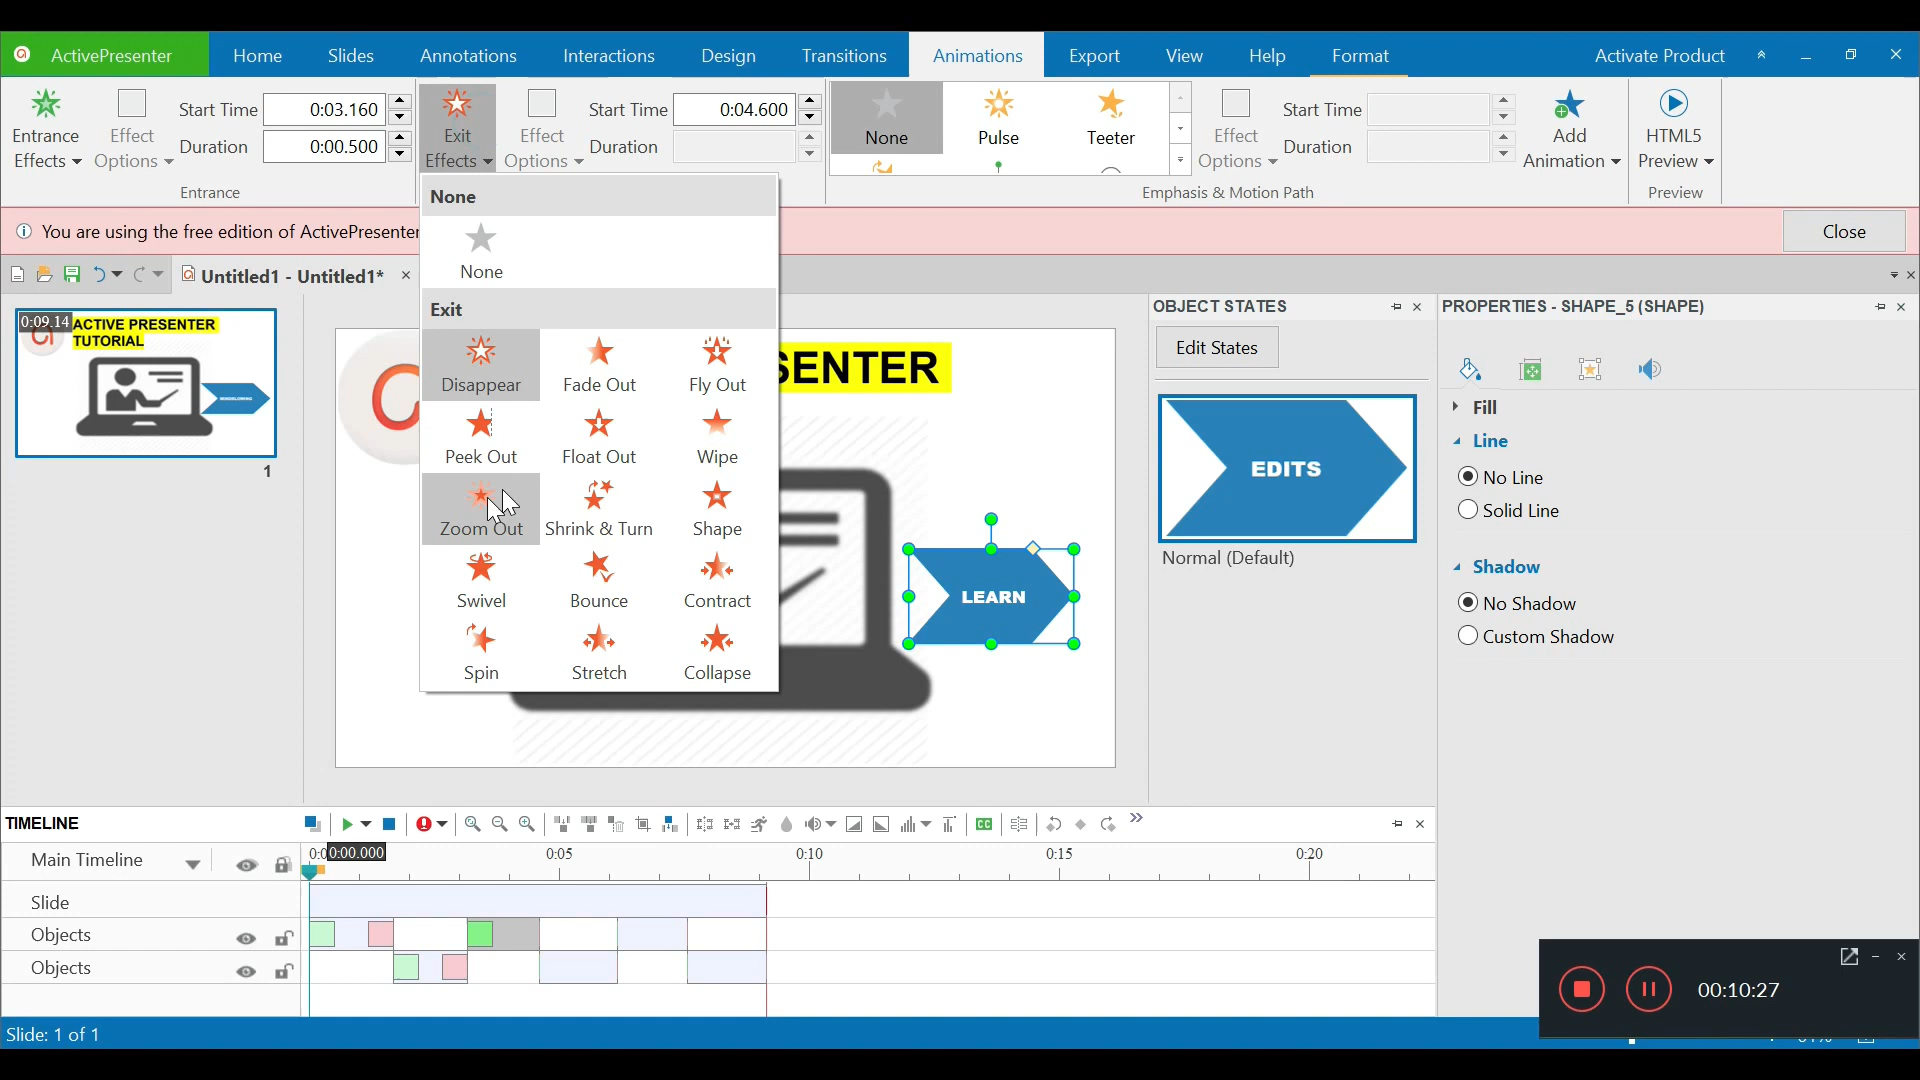 ActivePresenter
Home
Slides
Annotations
Interactions
Design
Transitions
Animations
Export
View
Help
Format
Activate Product
Entrance
Effects
Effect
Options
Start Time 0:03.160
Duration 0:00.500
Entrance
Exit
Effects
Effect
Options
Start Time 0:04.600
Duration
None
Pulse
Teeter
Effect
Options
Start Time
Duration
Add
Animation
Emphasis & Motion Path
HTML5
Preview
Preview
You are using the free edition of ActivePresenter
Close
Untitled1 - Untitled1*
None
None
Exit
Disappear
Fade Out
Fly Out
Peek Out
Float Out
Wipe
Zoom Out
Shrink & Turn
Shape
Swivel
Bounce
Contract
Spin
Stretch
Collapse
0:09.14
ACTIVE PRESENTER
TUTORIAL
1
SENTER
LEARN
OBJECT STATES
Edit States
EDITS
Normal (Default)
PROPERTIES - SHAPE_5 (SHAPE)
Fill
Line
No Line
Solid Line
Shadow
No Shadow
Custom Shadow
TIMELINE
CC
Main Timeline
0:00.000
0:05
0:10
0:15
0:20
Slide
Objects
Objects
00:10:27
Slide: 1 of 1